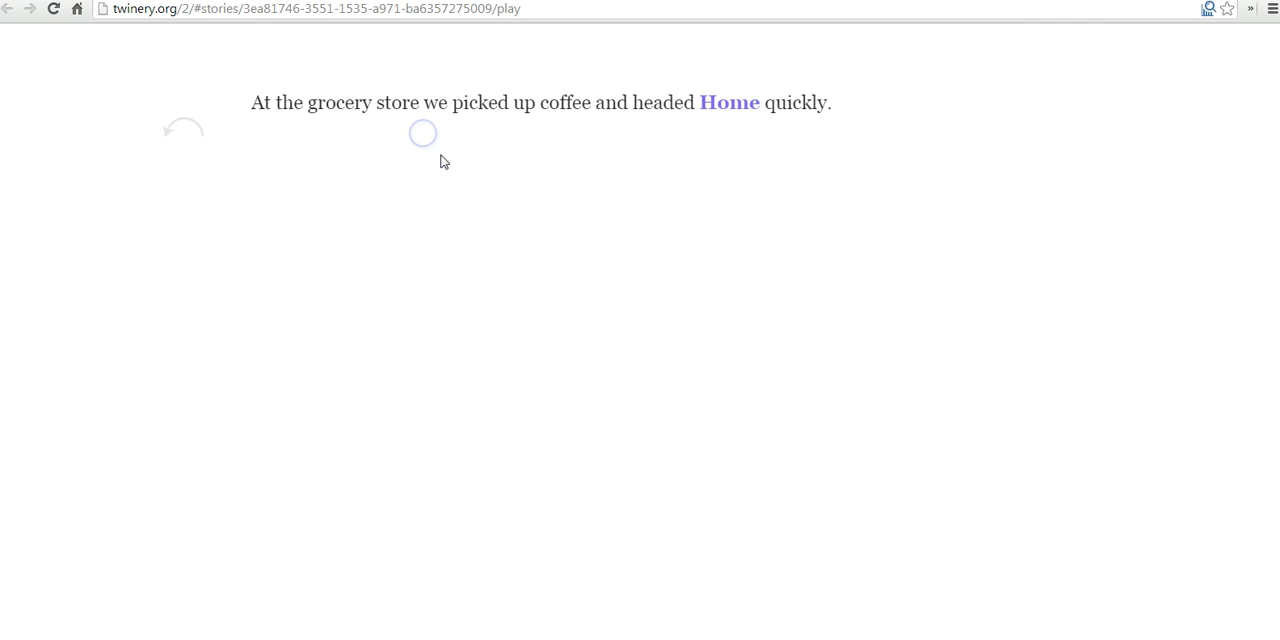 twinery.org/2/#stories/3ea81746-3551-1535-a971-ba6357275009/play
»
At the grocery store we picked up coffee and headed Home quickly.